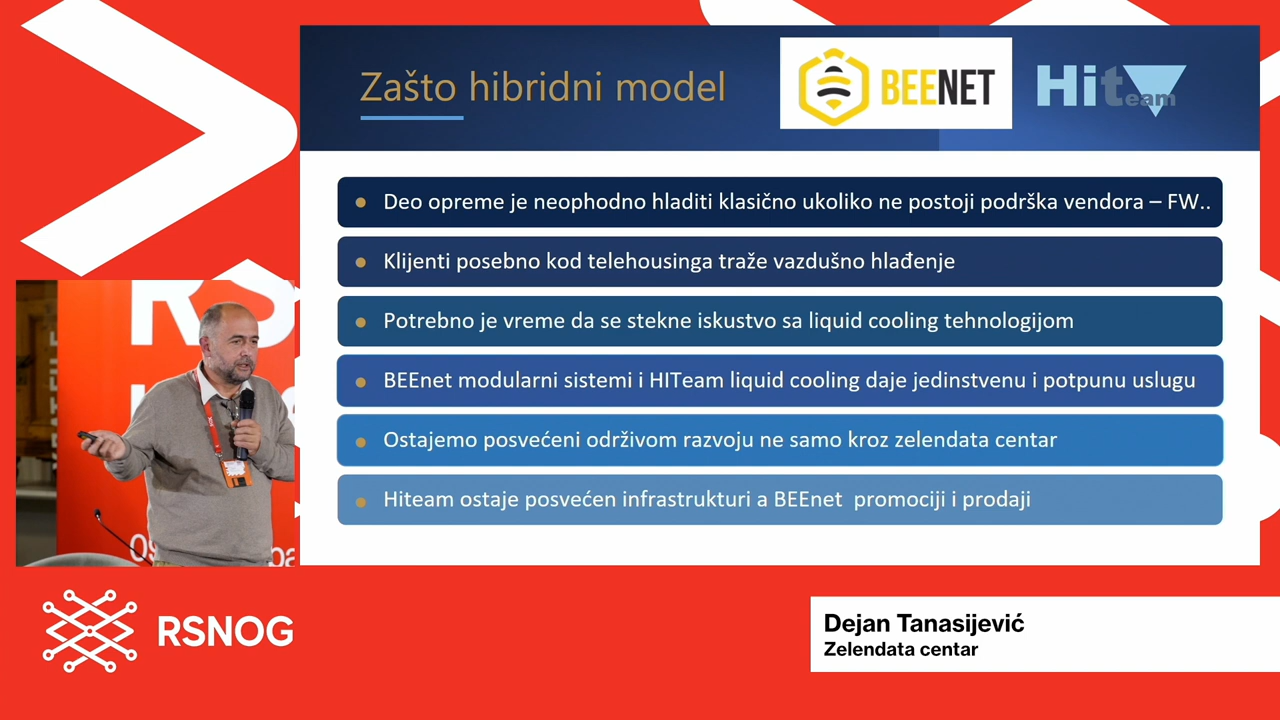 Zašto hibridni model
BEENET
Hiteam
Deo opreme je neophodno hladiti klasično ukoliko ne postoji podrška vendora – FW..
Klijenti posebno kod telehousinga traže vazdušno hlađenje
Potrebno je vreme da se stekne iskustvo sa liquid cooling tehnologijom
BEEnet modularni sistemi i HITeam liquid cooling daje jedinstvenu i potpunu uslugu
Ostajemo posvećeni održivom razvoju ne samo kroz zelendata centar
Hiteam ostaje posvećen infrastrukturi a BEEnet  promociji i prodaji
RS
RSNOG
Dejan Tanasijević
Zelendata centar